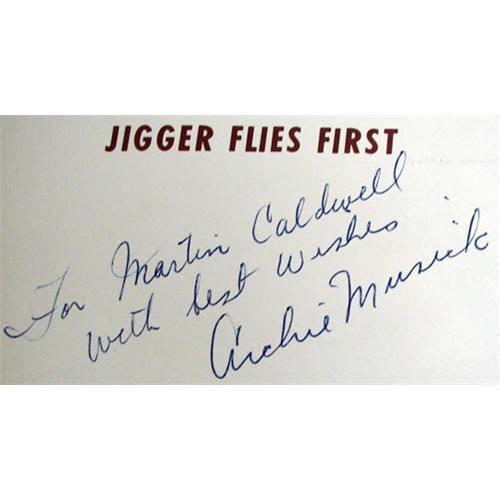 JIGGER FLIES FIRST
For Martin Caldwell
with best wishes
Archie Musick